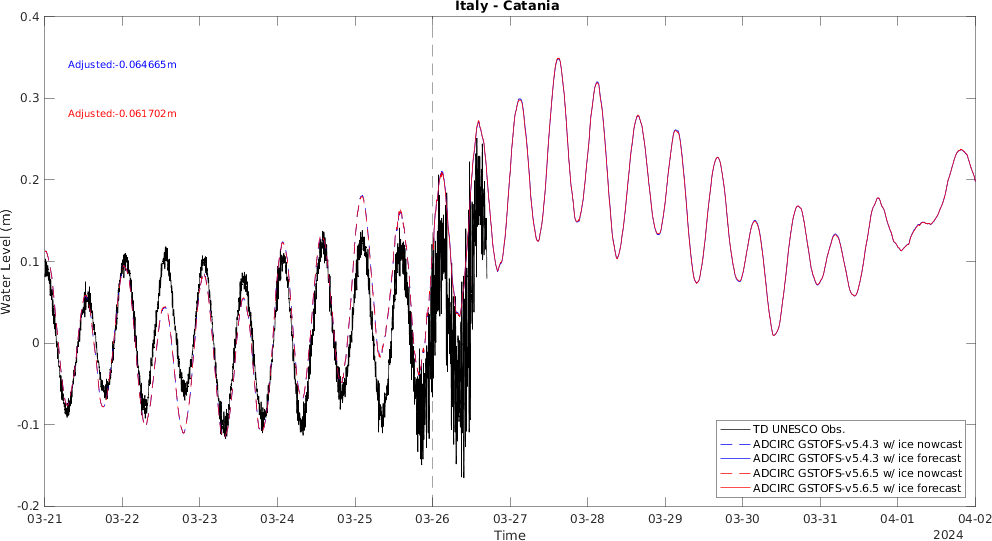 Italy - Catania
0.4
0.3
0.2
0.1
0
-0.1
-0.2
Water Level (m)
Adjusted:-0.064665m
Adjusted:-0.061702m
TD UNESCO Obs.
ADCIRC GSTOFS-v5.4.3 w/ ice nowcast
ADCIRC GSTOFS-v5.4.3 w/ ice forecast
ADCIRC GSTOFS-v5.6.5 w/ ice nowcast
ADCIRC GSTOFS-v5.6.5 w/ ice forecast
03-21 03-22 03-23 03-24 03-25 03-26 03-27 03-28 03-29 03-30 03-31 04-01 04-02
Time
2024